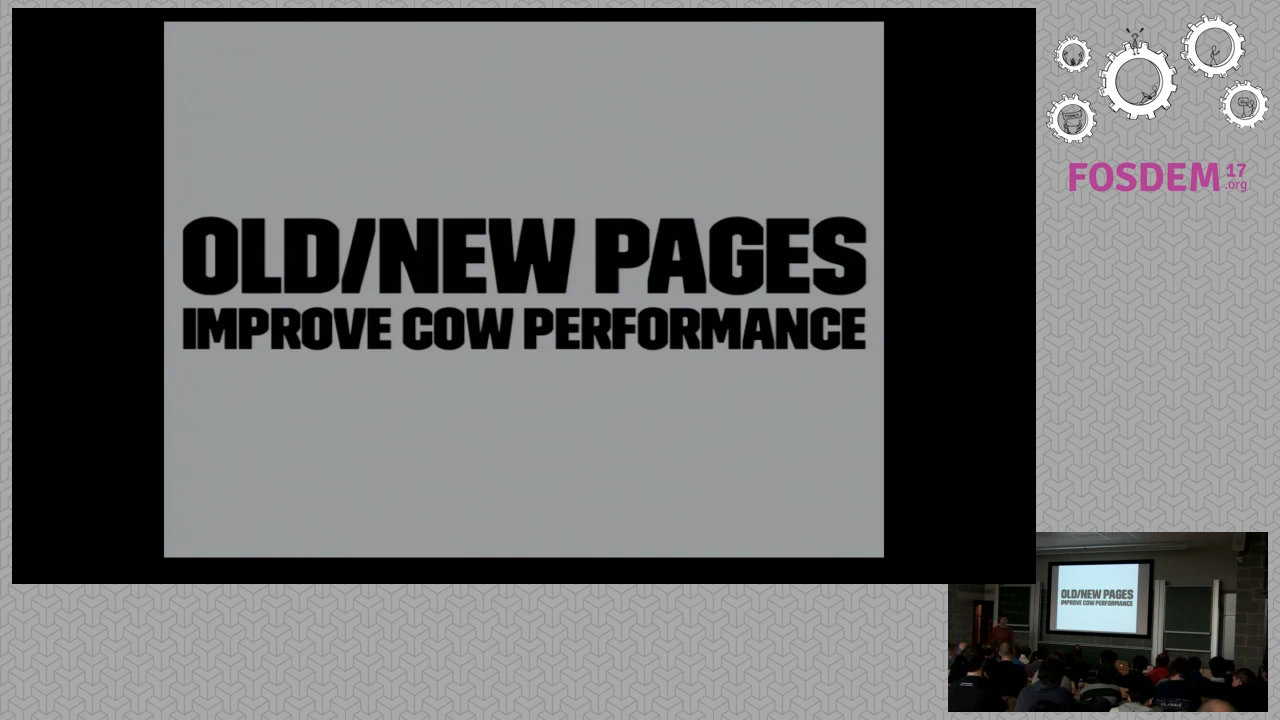 OLD/NEW PAGES
IMPROVE COW PERFORMANCE
FOSDEM 17
.org
OLD/NEW PAGES
IMPROVE COW PERFORMANCE